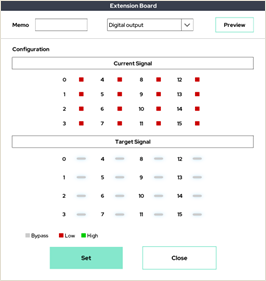 Extension Board
Memo Digital output Preview
Configuration
Current Signal
0 4 8 12
1 5 9 13
2 6 10 14
3 7 11 15
Target Signal
0 4 8 12
1 5 9 13
2 6 10 14
3 7 11 15
Bypass Low High
Set Close